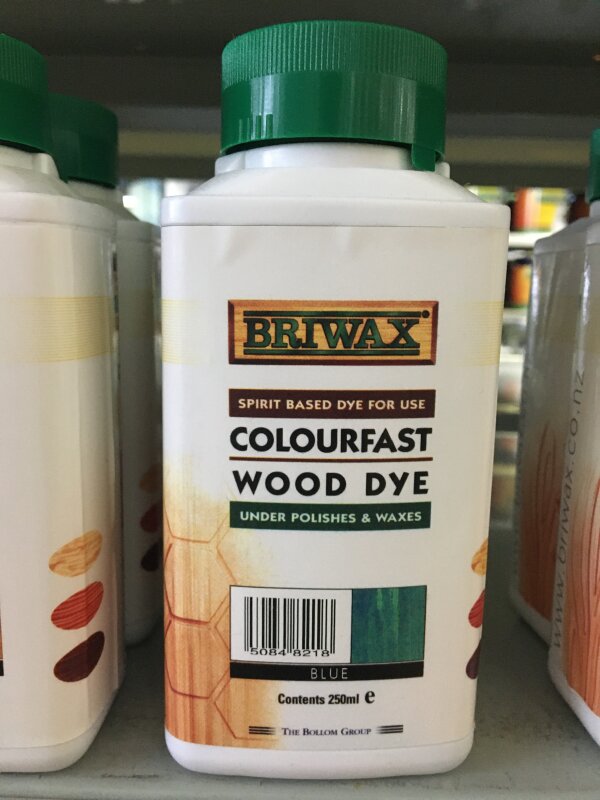 BRIWAX
SPIRIT BASED DYE FOR USE
COLOURFAST
WOOD DYE
UNDER POLISHES & WAXES
5084 8218
BLUE
Contents 250ml e
THE BOLLOM GROUP
www.briwax.co.nz